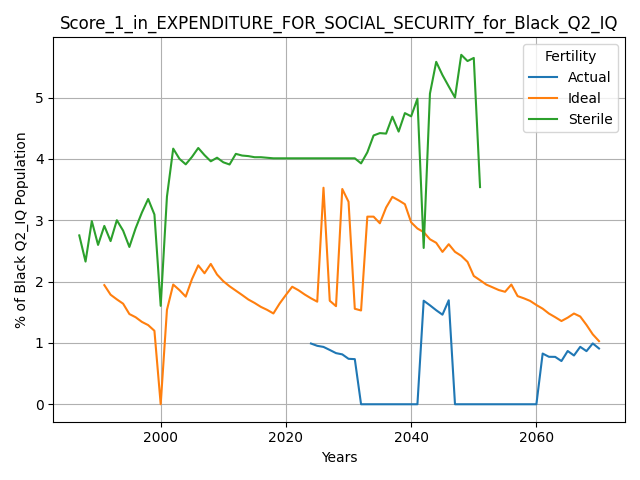 Score_1_in_EXPENDITURE_FOR_SOCIAL_SECURITY_for_Black_Q2_IQ
Fertility
Actual
Ideal
Sterile
% of Black Q2_IQ Population
5
4
3
2
1
0
2000 2020 2040 2060
Years